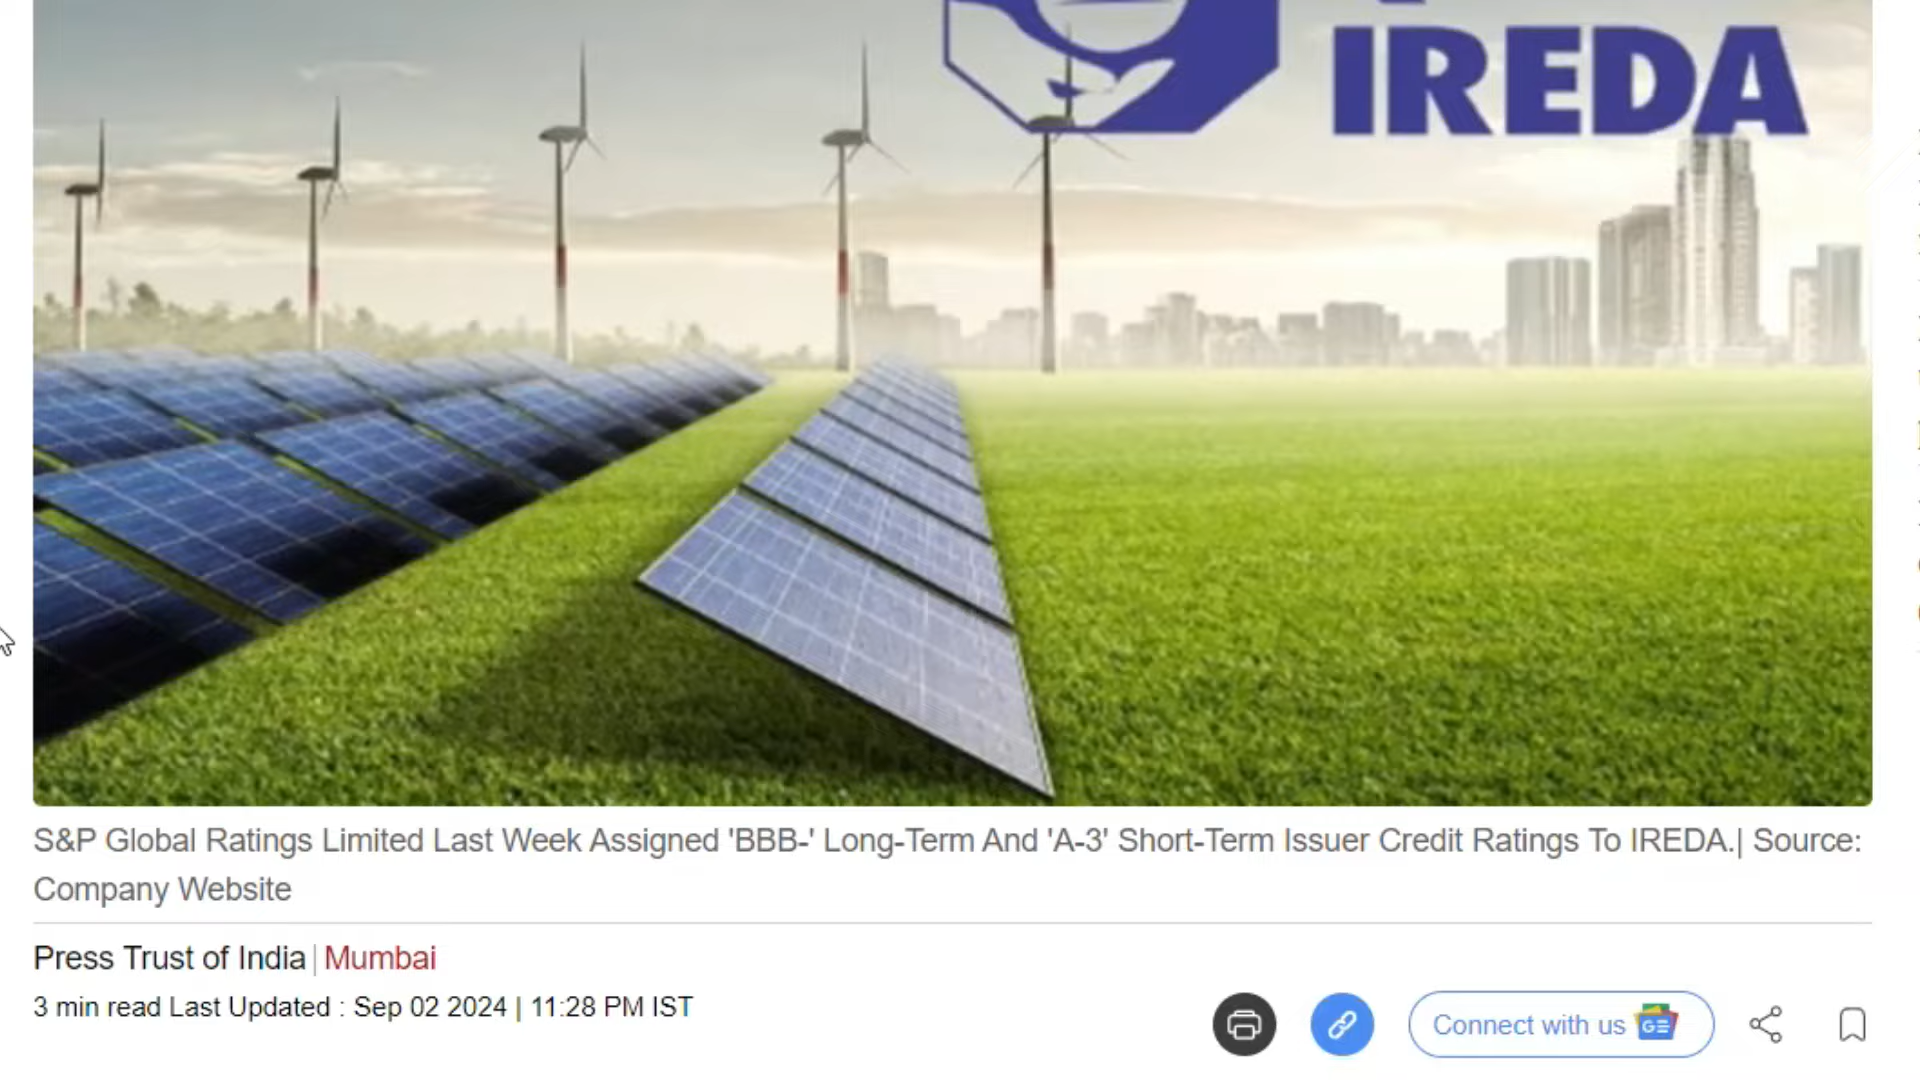 IREDA
S&P Global Ratings Limited Last Week Assigned 'BBB-' Long-Term And 'A-3' Short-Term Issuer Credit Ratings To IREDA.| Source:
Company Website
Press Trust of India | Mumbai
3 min read Last Updated : Sep 02 2024 | 11:28 PM IST
Connect with us GE